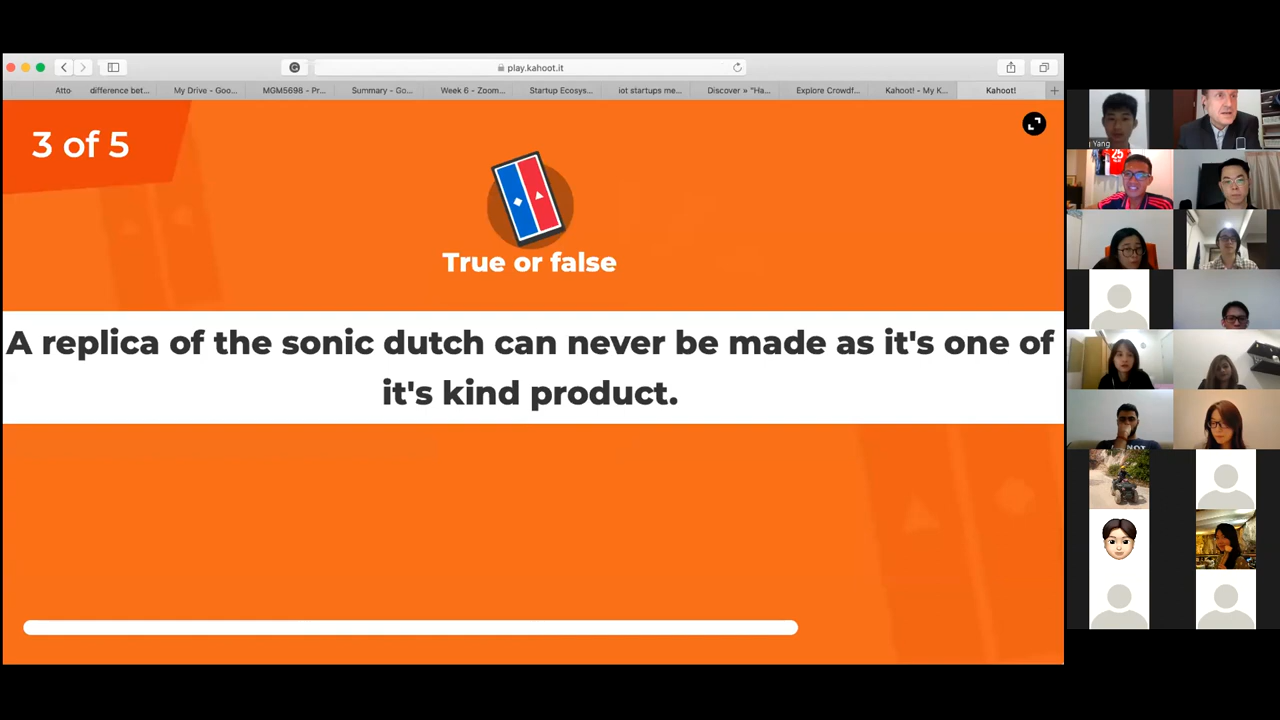 play.kahoot.it
Atto
difference bet...
My Drive - Goo...
MGM5698 - Pr...
Summary - Go...
Week 6 - Zoom...
Startup Ecosys...
iot startups me...
Discover » "Ha...
Explore Crowdf...
Kahoot! - My K...
Kahoot!
3 of 5
True or false
A replica of the sonic dutch can never be made as it's one of
it's kind product.
Yang
25